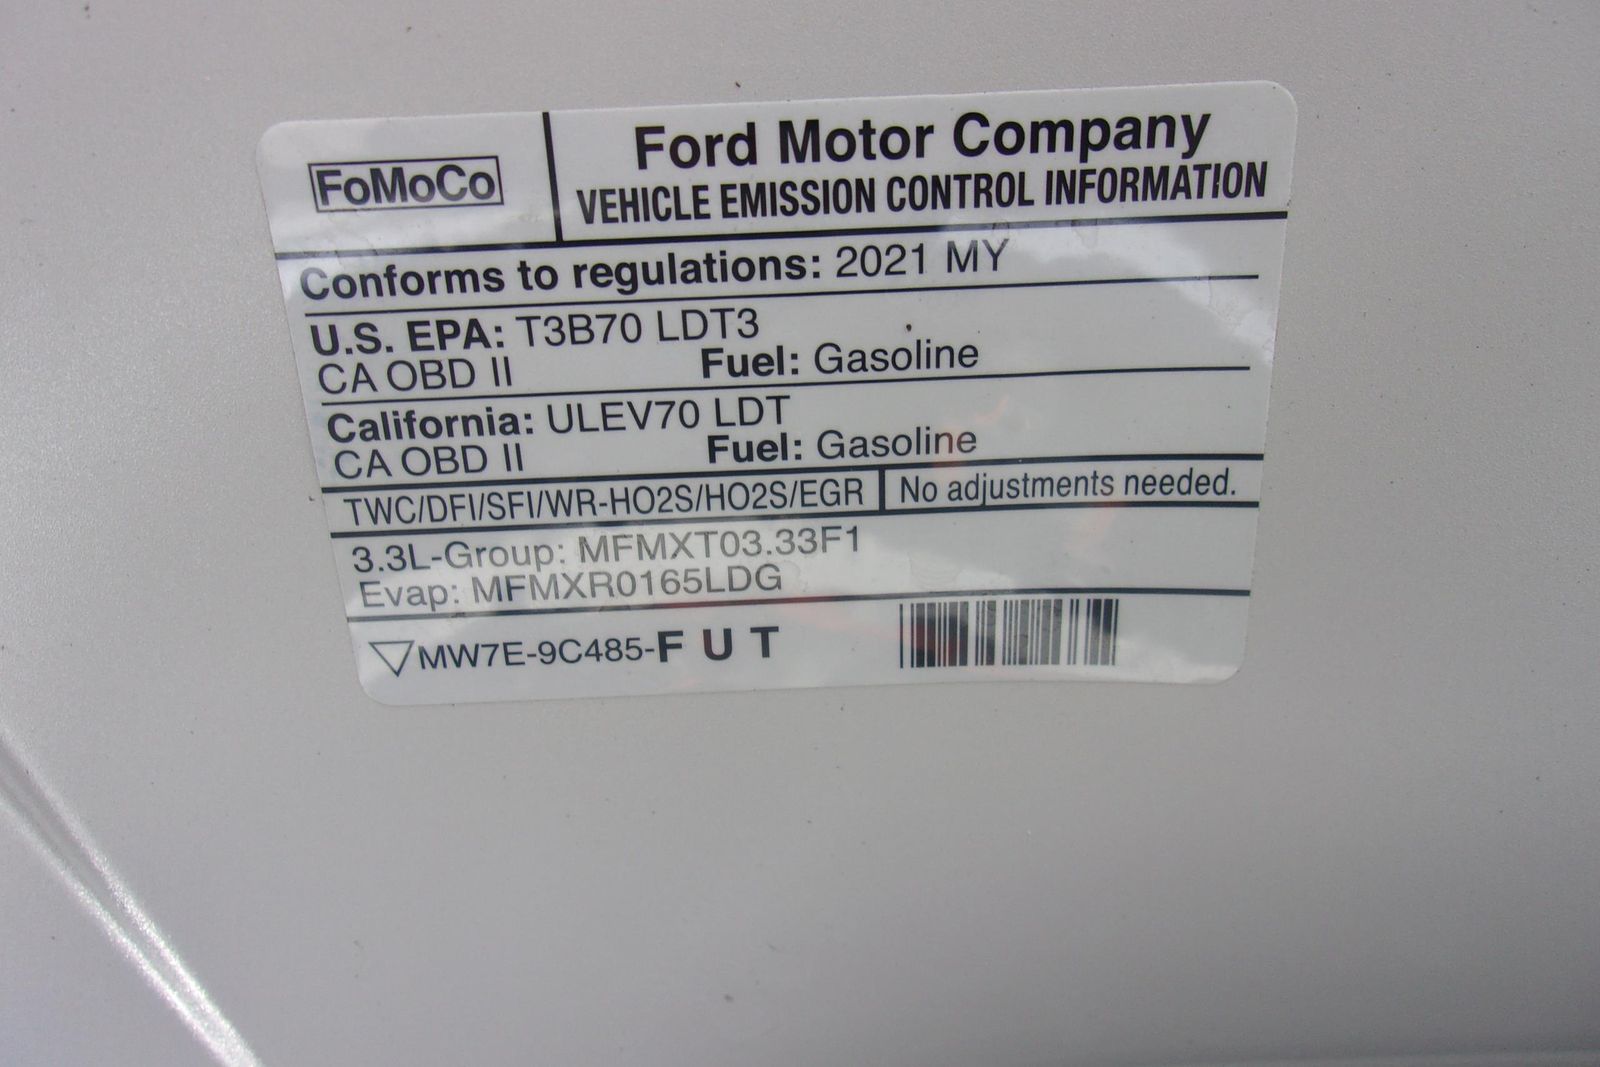 FoMoCo
Ford Motor Company
VEHICLE EMISSION CONTROL INFORMATION
Conforms to regulations: 2021 MY
U.S. EPA: T3B70 LDT3
CA OBD II Fuel: Gasoline
California: ULEV70 LDT
CA OBD II Fuel: Gasoline
TWC/DFI/SFI/WR-HO2S/HO2S/EGR No adjustments needed.
3.3L-Group: MFMXT03.33F1
Evap: MFMXR0165LDG
MW7E-9C485-F U T